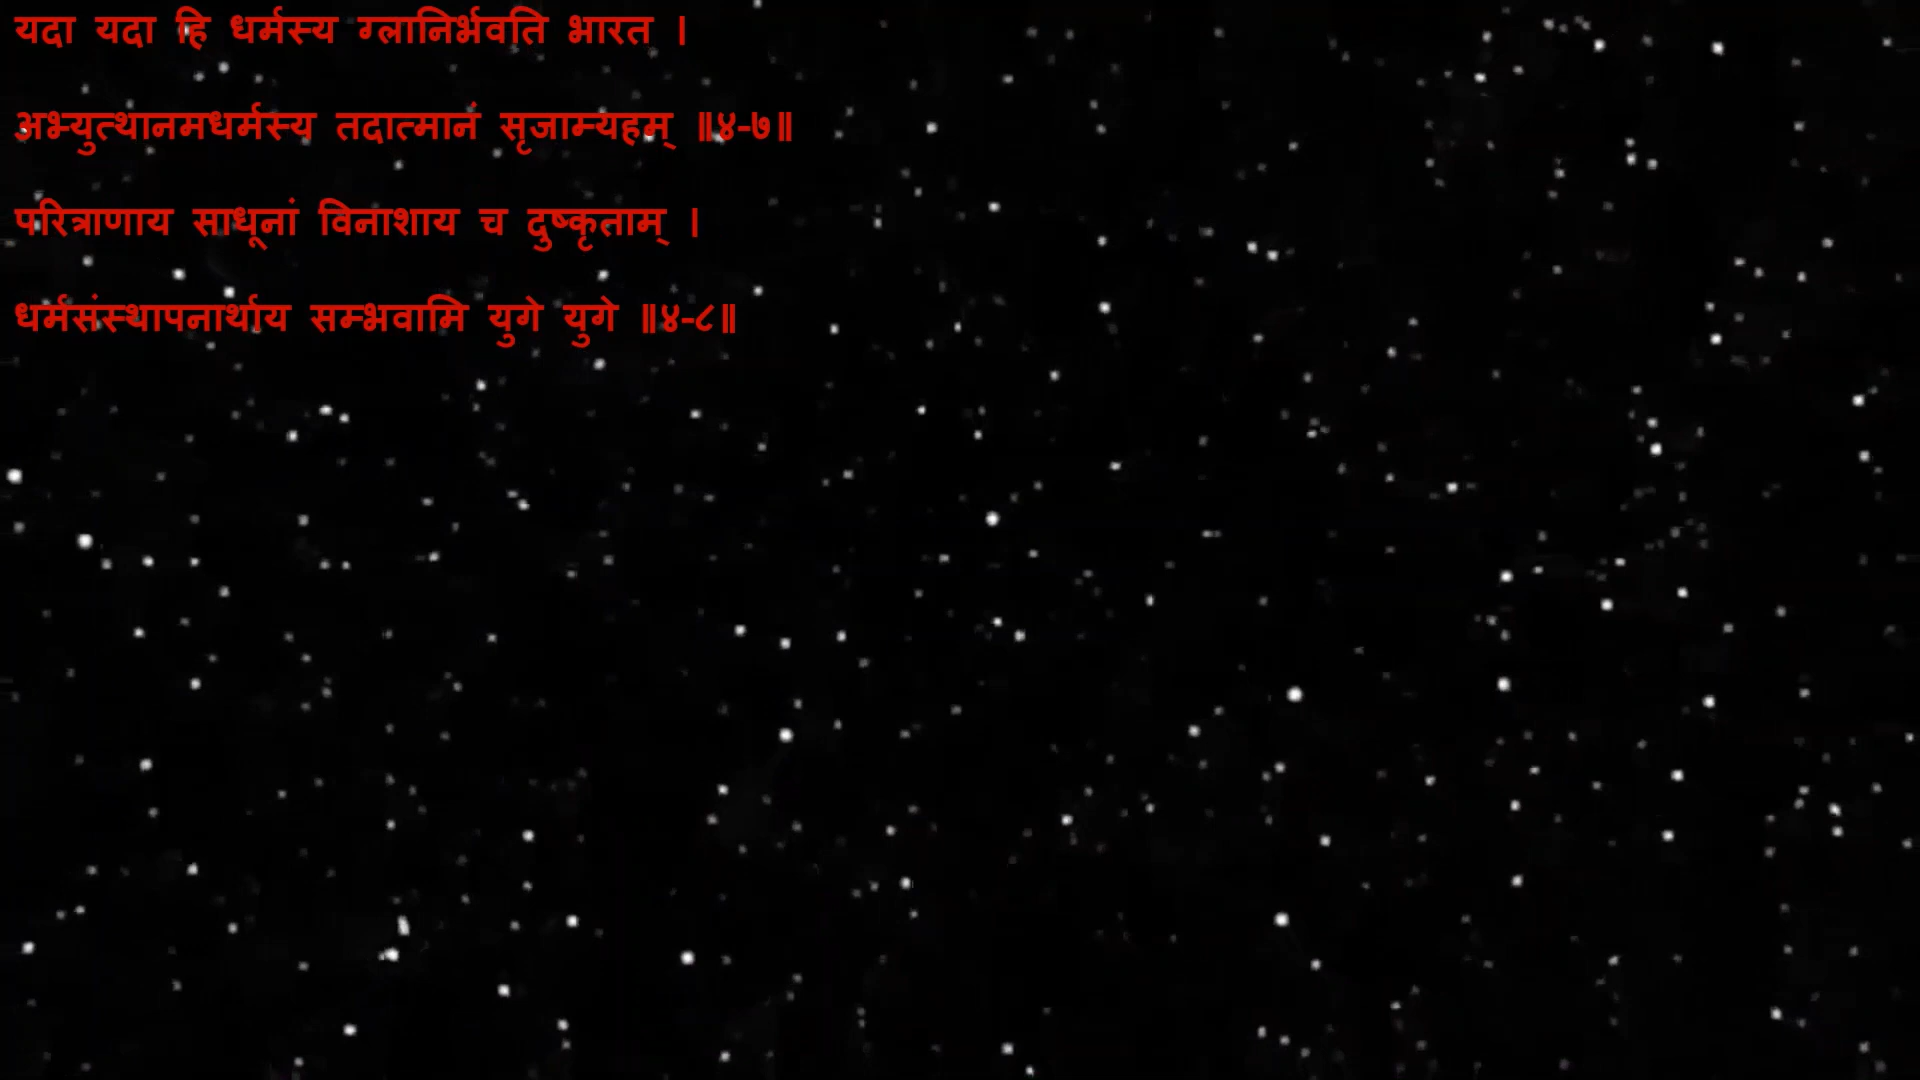 यदा यदा हि धर्मस्य ग्लानिर्भवति भारत ।
अभ्युत्थानमधर्मस्य तदात्मानं सृजाम्यहम् ॥४-७॥
परित्राणाय साधूनां विनाशाय च दुष्कृताम् ।
धर्मसंस्थापनार्थाय सम्भवामि युगे युगे ॥४-८॥